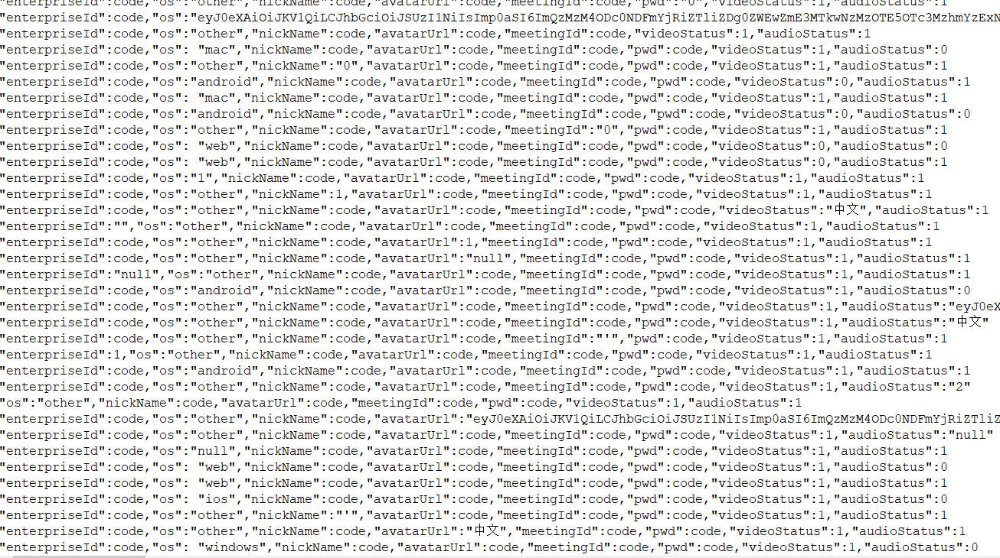 "enterpriseId":code,"os":"other","nickName":code,"avatarUrl":code,"meetingId":code,"pwd":"0","videoStatus":1,"audioStatus":1
"enterpriseId":code,"os":"eyJ0eXAiOiJKV1QiLCJhbGciOiJSUzI1NiIsImp0aSI6ImQzMzM4ODc0NDFmYjRiZTliZDg0ZWEwZmE3MTkwNzMzOTE5OTc3MzhmYzExN
"enterpriseId":code,"os":"other","nickName":code,"avatarUrl":code,"meetingId":code,"videoStatus":1,"audioStatus":1
"enterpriseId":code,"os": "mac","nickName":code,"avatarUrl":code,"meetingId":code,"pwd":code,"videoStatus":1,"audioStatus":0
"enterpriseId":code,"os":"other","nickName":"0","avatarUrl":code,"meetingId":code,"pwd":code,"videoStatus":1,"audioStatus":1
"enterpriseId":code,"os":"android","nickName":code,"avatarUrl":code,"meetingId":code,"pwd":code,"videoStatus":0,"audioStatus":1
"enterpriseId":code,"os": "mac","nickName":code,"avatarUrl":code,"meetingId":code,"pwd":code,"videoStatus":1,"audioStatus":1
"enterpriseId":code,"os":"android","nickName":code,"avatarUrl":code,"meetingId":code,"pwd":code,"videoStatus":0,"audioStatus":0
"enterpriseId":code,"os":"other","nickName":code,"avatarUrl":code,"meetingId":"0","pwd":code,"videoStatus":1,"audioStatus":1
"enterpriseId":code,"os": "web","nickName":code,"avatarUrl":code,"meetingId":code,"pwd":code,"videoStatus":0,"audioStatus":0
"enterpriseId":code,"os": "web","nickName":code,"avatarUrl":code,"meetingId":code,"pwd":code,"videoStatus":0,"audioStatus":1
"enterpriseId":code,"os":"1","nickName":code,"avatarUrl":code,"meetingId":code,"pwd":code,"videoStatus":1,"audioStatus":1
"enterpriseId":code,"os":"other","nickName":1,"avatarUrl":code,"meetingId":code,"pwd":code,"videoStatus":1,"audioStatus":1
"enterpriseId":code,"os":"other","nickName":code,"avatarUrl":code,"meetingId":code,"pwd":code,"videoStatus":"中文","audioStatus":1
"enterpriseId":"","os":"other","nickName":code,"avatarUrl":code,"meetingId":code,"pwd":code,"videoStatus":1,"audioStatus":1
"enterpriseId":code,"os":"other","nickName":code,"avatarUrl":1,"meetingId":code,"pwd":code,"videoStatus":1,"audioStatus":1
"enterpriseId":code,"os":"other","nickName":code,"avatarUrl":"null","meetingId":code,"pwd":code,"videoStatus":1,"audioStatus":1
"enterpriseId":"null","os":"other","nickName":code,"avatarUrl":code,"meetingId":code,"pwd":code,"videoStatus":1,"audioStatus":1
"enterpriseId":code,"os":"android","nickName":code,"avatarUrl":code,"meetingId":code,"pwd":code,"videoStatus":1,"audioStatus":0
"enterpriseId":code,"os":"other","nickName":code,"avatarUrl":code,"meetingId":code,"pwd":code,"videoStatus":1,"audioStatus":"eyJ0eX
"enterpriseId":code,"os":"other","nickName":code,"avatarUrl":code,"meetingId":code,"pwd":code,"videoStatus":1,"audioStatus":"中文"
"enterpriseId":code,"os":"other","nickName":code,"avatarUrl":code,"meetingId":"'","pwd":code,"videoStatus":1,"audioStatus":1
"enterpriseId":1,"os":"other","nickName":code,"avatarUrl":code,"meetingId":code,"pwd":code,"videoStatus":1,"audioStatus":1
"enterpriseId":code,"os":"android","nickName":code,"avatarUrl":code,"meetingId":code,"pwd":code,"videoStatus":1,"audioStatus":1
"enterpriseId":code,"os":"other","nickName":code,"avatarUrl":code,"meetingId":code,"pwd":code,"videoStatus":1,"audioStatus":"2"
"os":"other","nickName":code,"avatarUrl":code,"meetingId":code,"pwd":code,"videoStatus":1,"audioStatus":1
"enterpriseId":code,"os":"other","nickName":code,"avatarUrl":"eyJ0eXAiOiJKV1QiLCJhbGciOiJSUzI1NiIsImp0aSI6ImQzMzM4ODc0NDFmYjRiZTliZ
"enterpriseId":code,"os":"other","nickName":code,"avatarUrl":code,"meetingId":code,"pwd":code,"videoStatus":1,"audioStatus":"null"
"enterpriseId":code,"os":"null","nickName":code,"avatarUrl":code,"meetingId":code,"pwd":code,"videoStatus":1,"audioStatus":1
"enterpriseId":code,"os": "web","nickName":code,"avatarUrl":code,"meetingId":code,"pwd":code,"videoStatus":1,"audioStatus":0
"enterpriseId":code,"os": "web","nickName":code,"avatarUrl":code,"meetingId":code,"pwd":code,"videoStatus":1,"audioStatus":1
"enterpriseId":code,"os": "ios","nickName":code,"avatarUrl":code,"meetingId":code,"pwd":code,"videoStatus":1,"audioStatus":0
"enterpriseId":code,"os":"other","nickName":"'","avatarUrl":code,"meetingId":code,"pwd":code,"videoStatus":1,"audioStatus":1
"enterpriseId":code,"os":"other","nickName":code,"avatarUrl":"中文","meetingId":code,"pwd":code,"videoStatus":1,"audioStatus":1
"enterpriseId":code,"os": "windows","nickName":code,"avatarUrl":code,"meetingId":code,"pwd":code,"videoStatus":1,"audioStatus":0